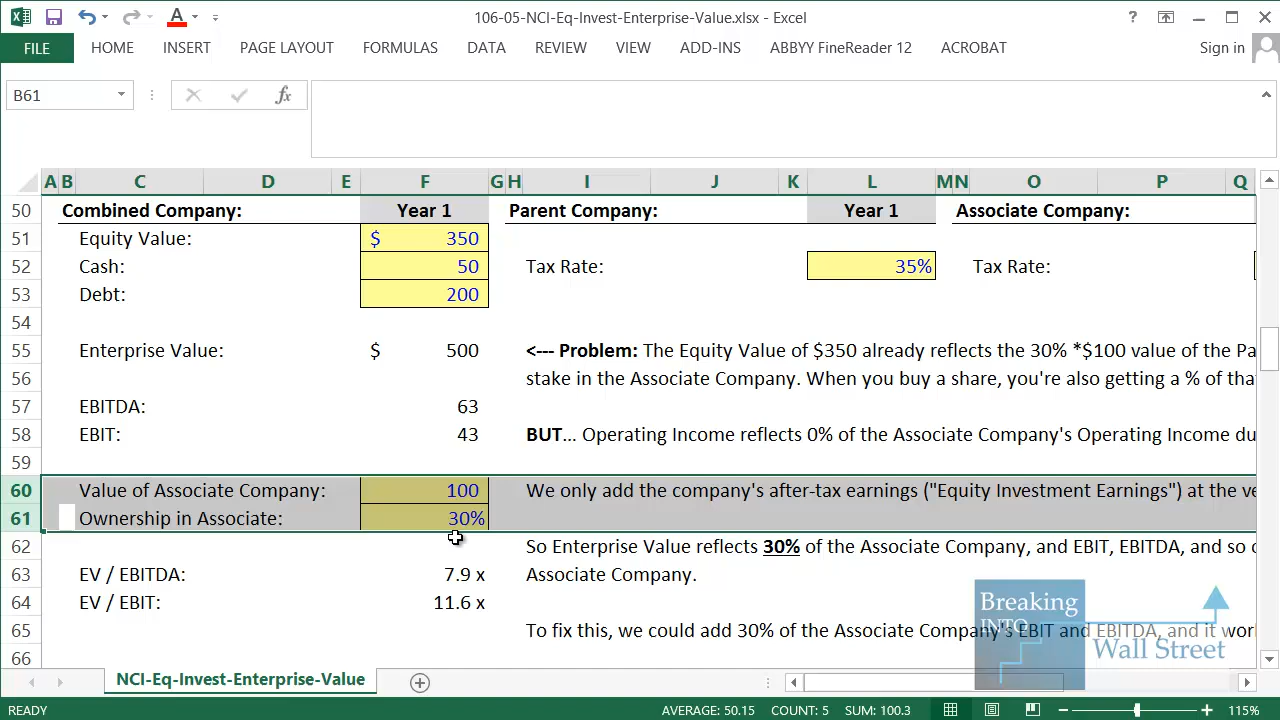 106-05-NCI-Eq-Invest-Enterprise-Value.xlsx - Excel
?
FILE HOME INSERT PAGE LAYOUT FORMULAS DATA REVIEW VIEW ADD-INS ABBYY FineReader 12 ACROBAT Sign in
B61 fx
A B C D E F G H I J K L M N O P Q
50 Combined Company: Year 1 Parent Company: Year 1 Associate Company:
51 Equity Value: $ 350
52 Cash: 50 Tax Rate: 35% Tax Rate:
53 Debt: 200
54
55 Enterprise Value: $ 500 <--- Problem: The Equity Value of $350 already reflects the 30% *$100 value of the Pa
56 stake in the Associate Company. When you buy a share, you're also getting a % of tha
57 EBITDA: 63
58 EBIT: 43 BUT... Operating Income reflects 0% of the Associate Company's Operating Income du
59
60 Value of Associate Company: 100 We only add the company's after-tax earnings ("Equity Investment Earnings") at the ve
61 Ownership in Associate: 30%
62 So Enterprise Value reflects 30% of the Associate Company, and EBIT, EBITDA, and so o
63 EV / EBITDA: 7.9 x Associate Company.
64 EV / EBIT: 11.6 x
65 To fix this, we could add 30% of the Associate Company's EBIT and EBITDA, and it wor
66
Breaking
INTO
Wall Street
NCI-Eq-Invest-Enterprise-Value
READY AVERAGE: 50.15 COUNT: 5 SUM: 100.3 115%